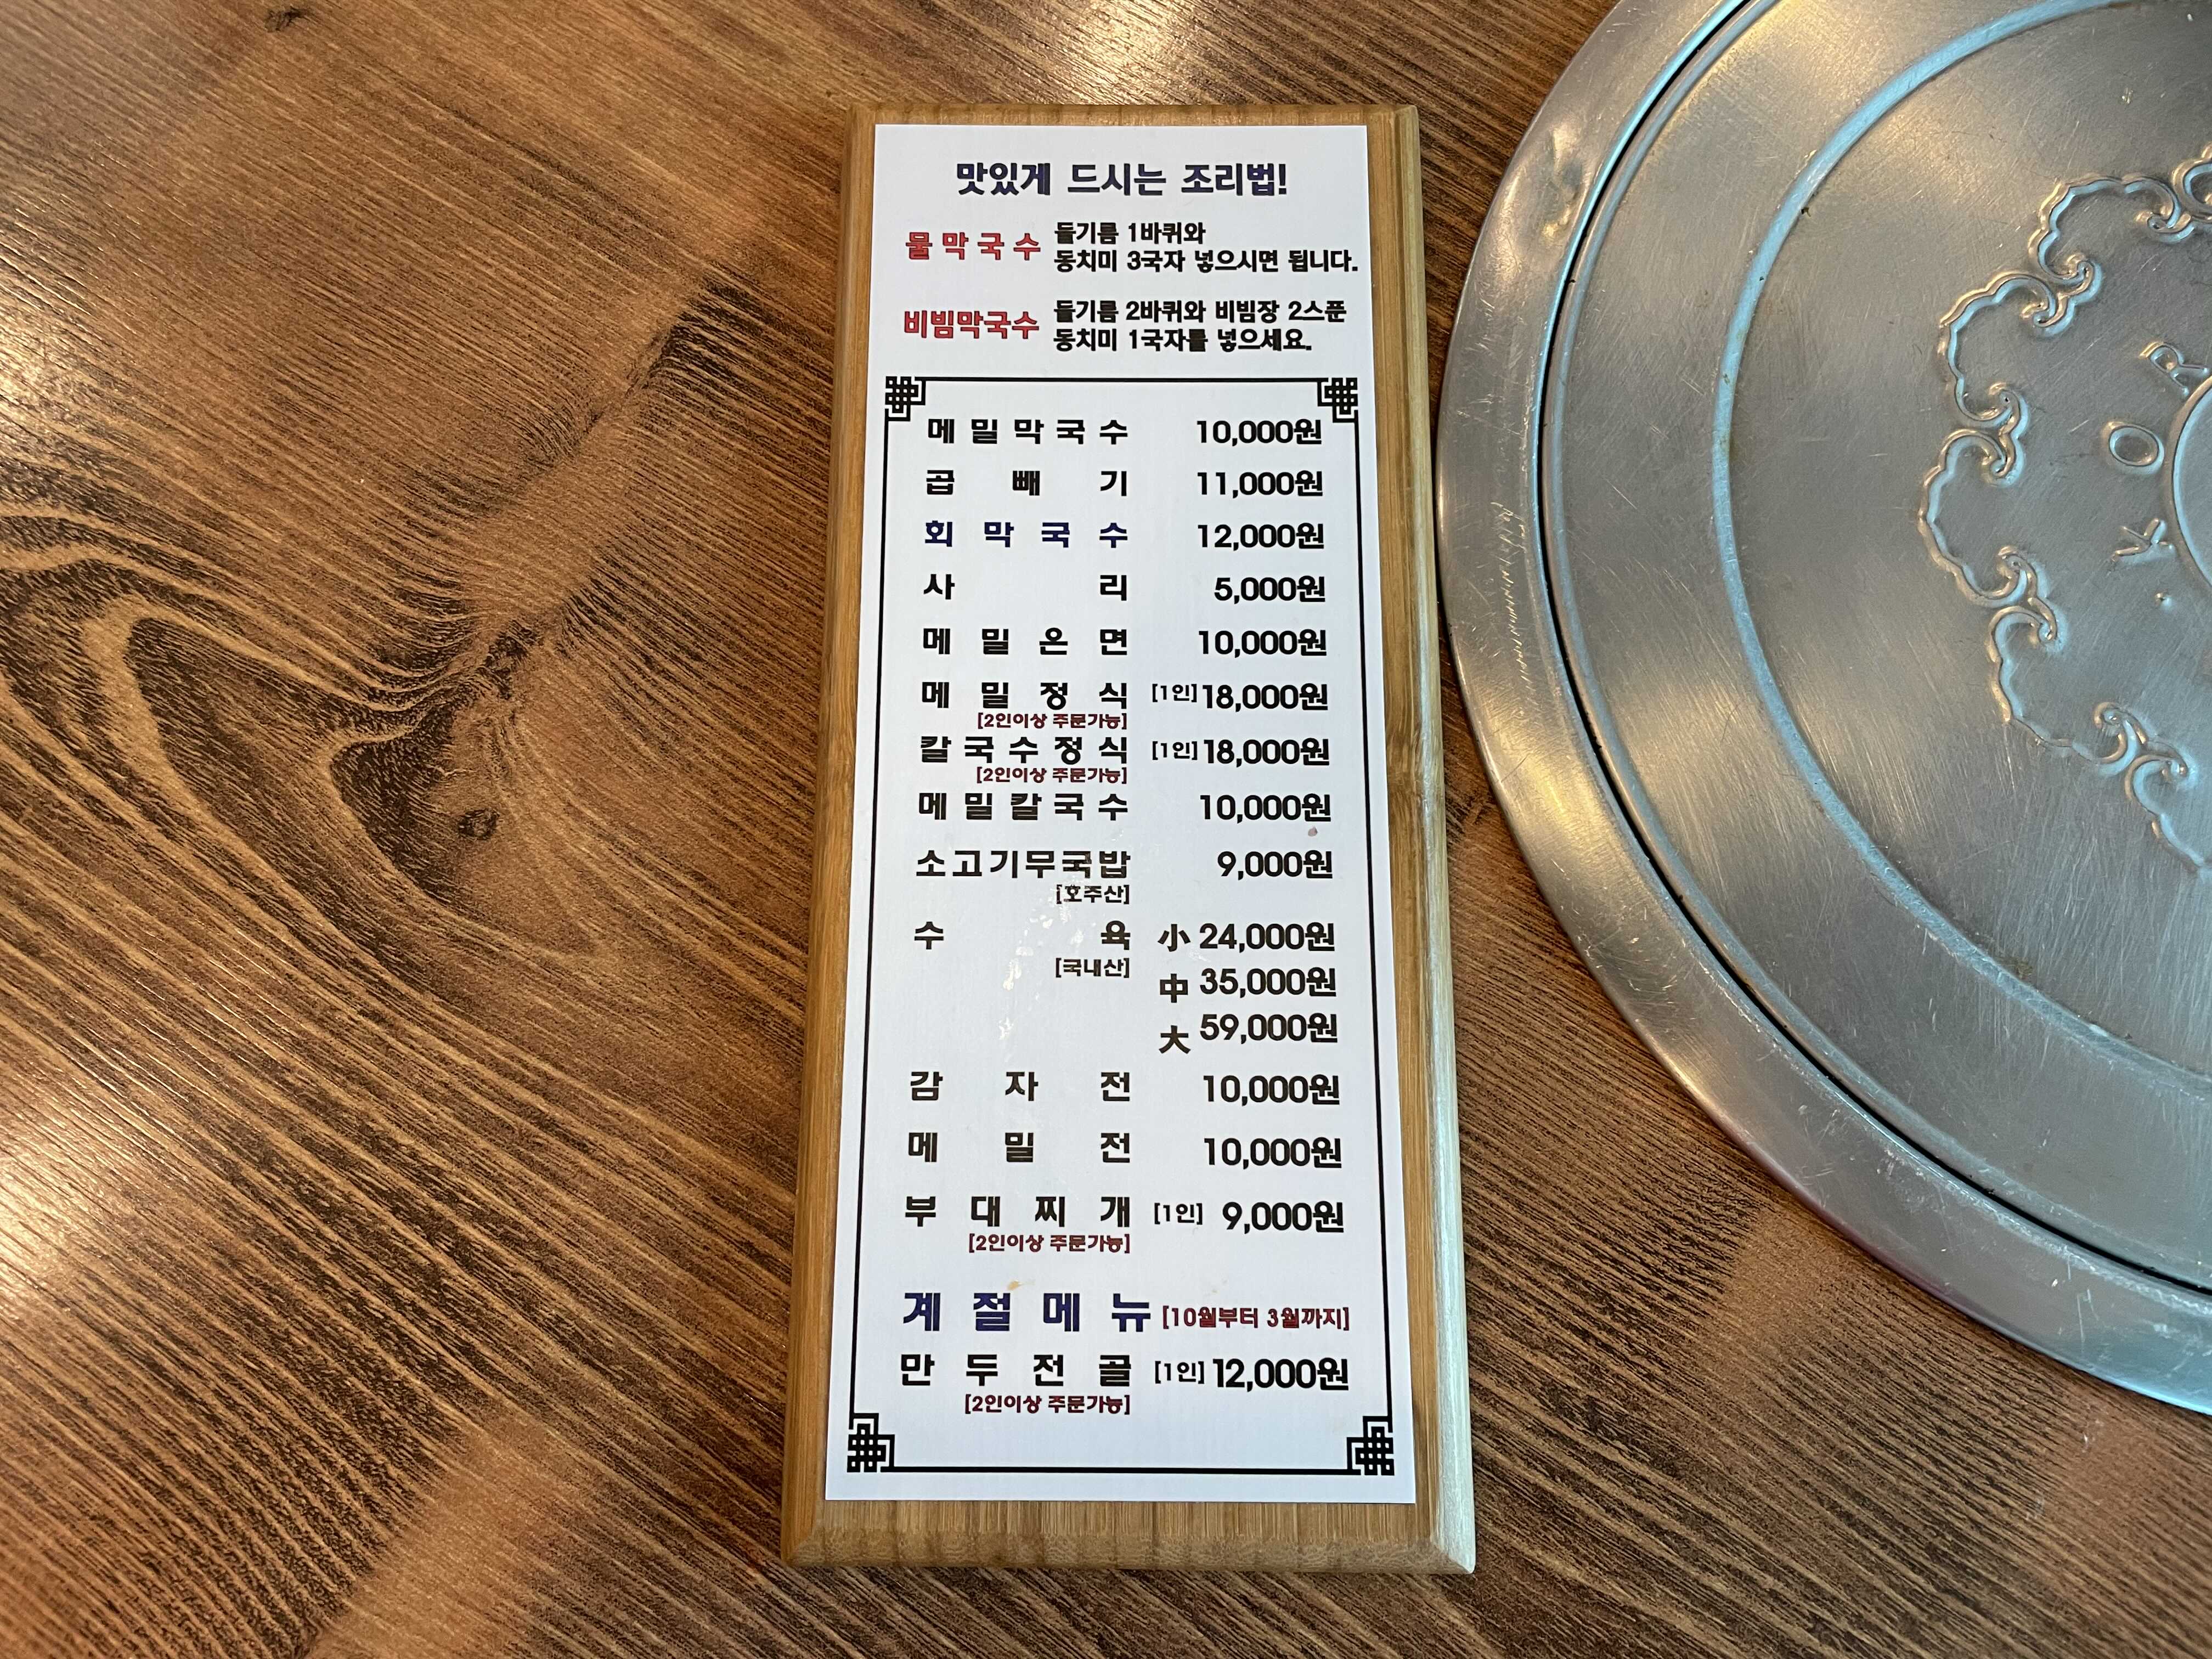 맛있게 드시는 조리법!
물막국수 들기름 1바퀴와
동치미 3국자 넣으시면 됩니다.
비빔막국수 들기름 2바퀴와 비빔장 2스푼
동치미 1국자를 넣으세요.
메밀막국수 10,000원
곱빼기 11,000원
회막국수 12,000원
사리 5,000원
메밀온면 10,000원
메밀정식 [1인] 18,000원
[2인이상 주문가능]
칼국수정식 [1인] 18,000원
[2인이상 주문가능]
메밀칼국수 10,000원
소고기무국밥 9,000원
[호주산]
수육 小 24,000원
[국내산]
中 35,000원
大 59,000원
감자전 10,000원
메밀전 10,000원
부대찌개 [1인] 9,000원
[2인이상 주문가능]
계절메뉴 [10월부터 3월까지]
만두전골 [1인] 12,000원
[2인이상 주문가능]
KOR